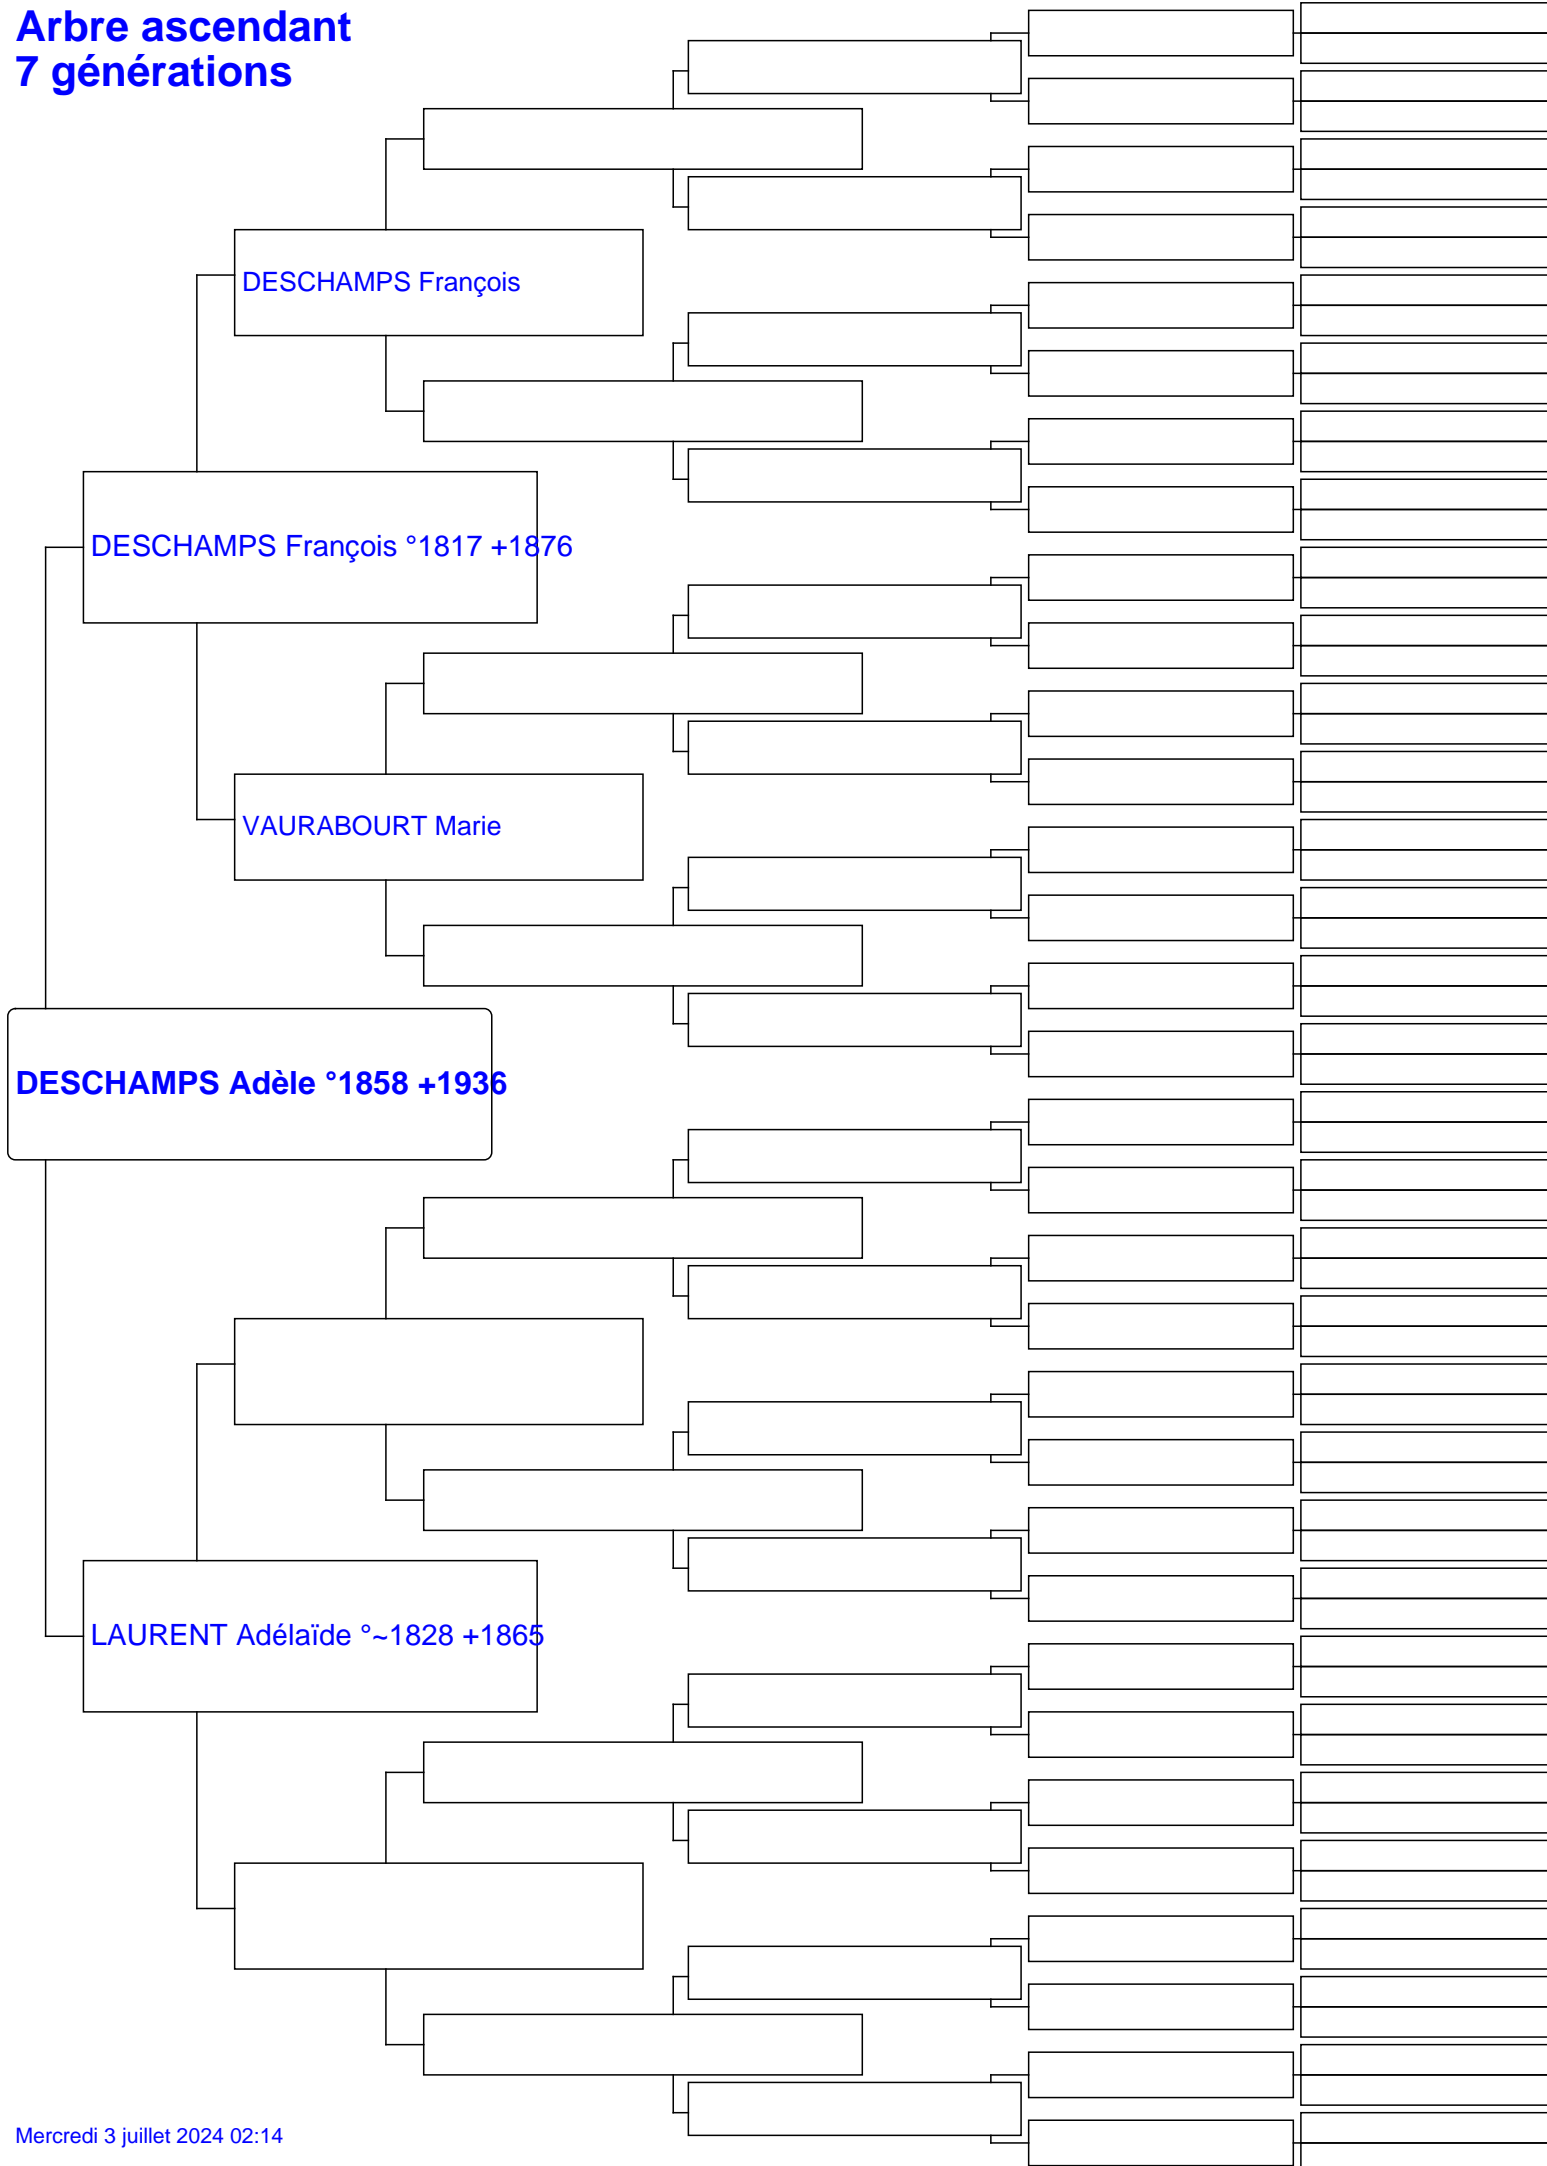 Arbre ascendant
7 générations
DESCHAMPS François
DESCHAMPS François °1817 +1876
VAURABOURT Marie
DESCHAMPS Adèle °1858 +1936
LAURENT Adélaïde °~1828 +1865
Mercredi 3 juillet 2024 02:14